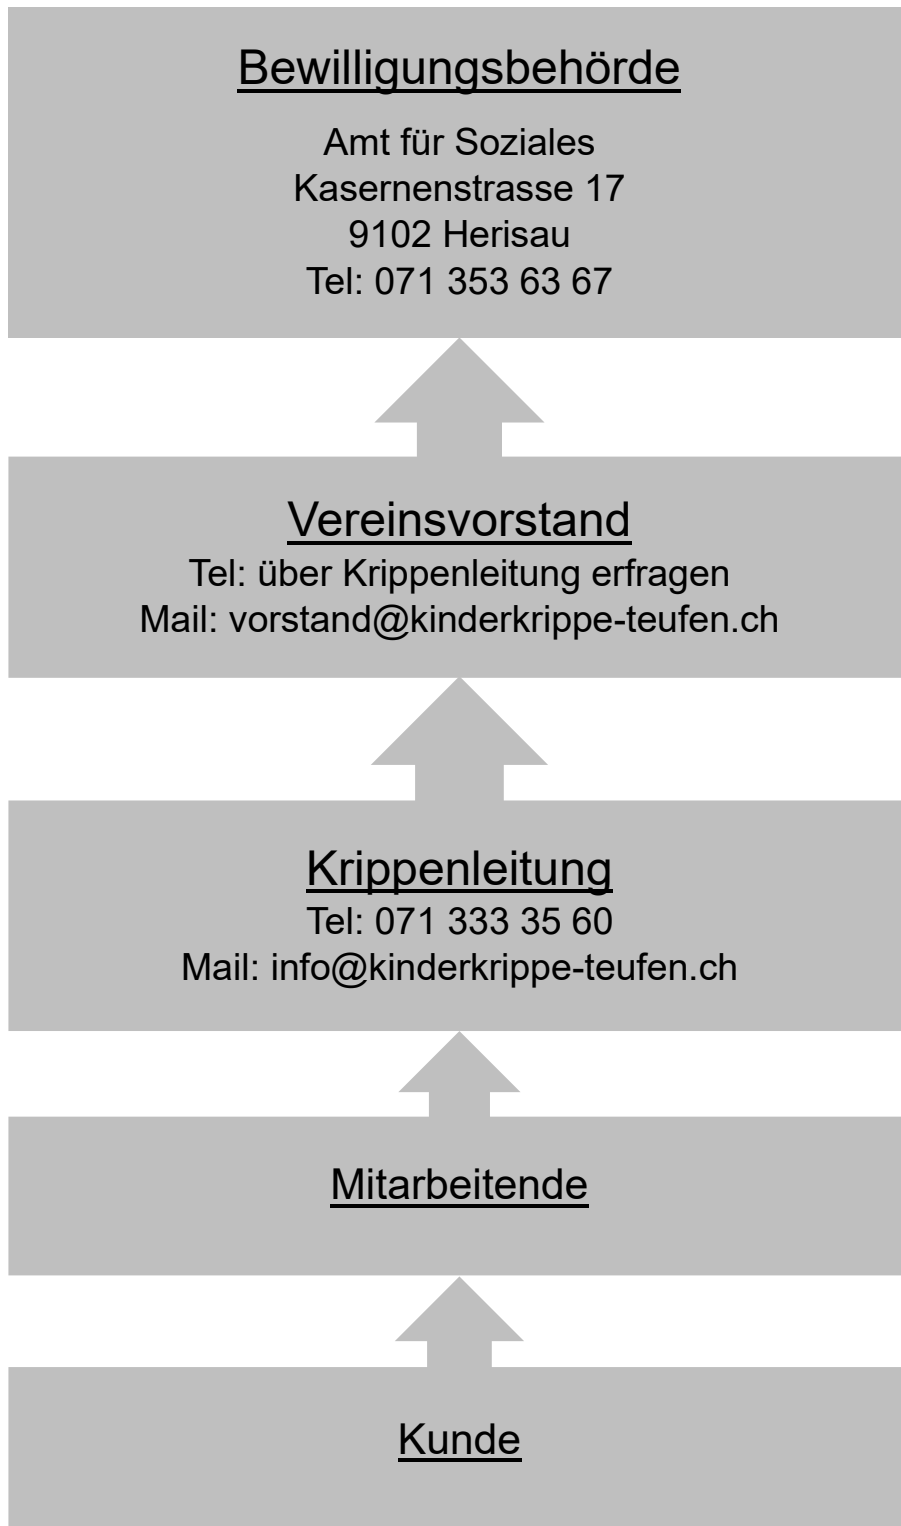 Bewilligungsbehörde
Amt für Soziales
Kasernenstrasse 17
9102 Herisau
Tel: 071 353 63 67
Vereinsvorstand
Tel: über Krippenleitung erfragen
Mail: vorstand@kinderkrippe-teufen.ch
Krippenleitung
Tel: 071 333 35 60
Mail: info@kinderkrippe-teufen.ch
Mitarbeitende
Kunde